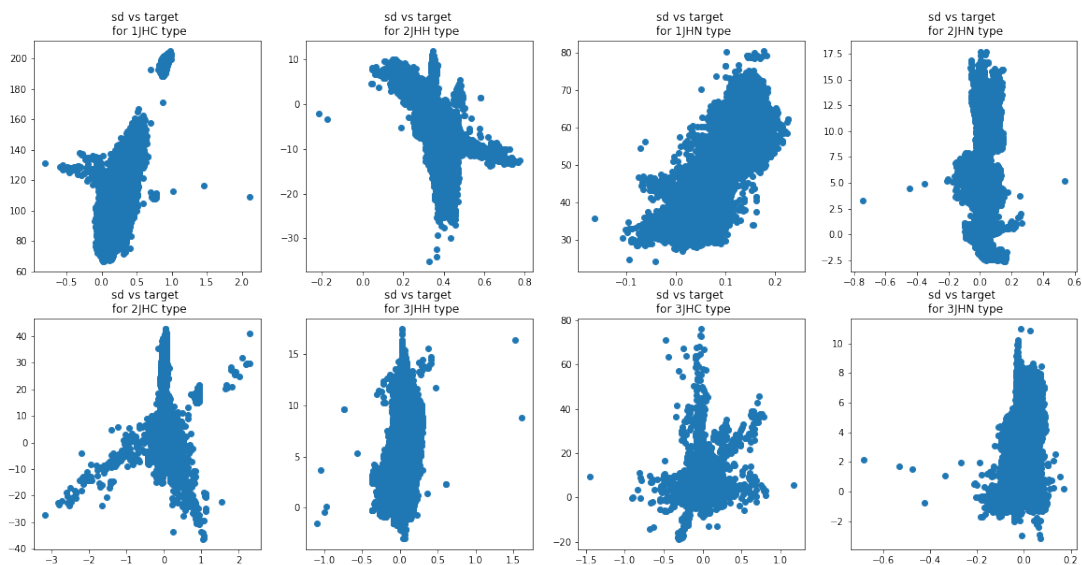 sd vs target
for 1JHC type
200
180
160
140
120
100
80
60
−0.5 0.0 0.5 1.0 1.5 2.0
sd vs target
for 2JHH type
10
0
−10
−20
−30
−0.2 0.0 0.2 0.4 0.6 0.8
sd vs target
for 1JHN type
80
70
60
50
40
30
−0.1 0.0 0.1 0.2
sd vs target
for 2JHN type
17.5
15.0
12.5
10.0
7.5
5.0
2.5
0.0
−2.5
−0.8 −0.6 −0.4 −0.2 0.0 0.2 0.4 0.6
sd vs target
for 2JHC type
40
30
20
10
0
−10
−20
−30
−40
−3 −2 −1 0 1 2
sd vs target
for 3JHH type
15
10
5
0
−1.0 −0.5 0.0 0.5 1.0 1.5
sd vs target
for 3JHC type
80
60
40
20
0
−20
−1.5 −1.0 −0.5 0.0 0.5 1.0
sd vs target
for 3JHN type
10
8
6
4
2
0
−2
−0.6 −0.4 −0.2 0.0 0.2